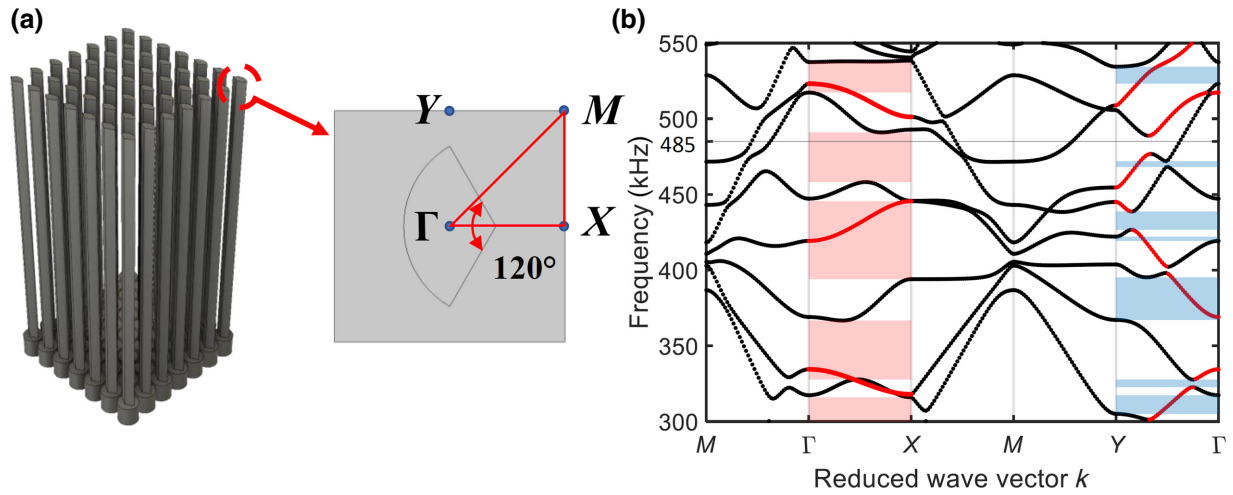 (a)
Y
M
Γ
X
120°
(b)
550
500
485
450
400
350
300
Frequency (kHz)
M Γ X M Y Γ
Reduced wave vector k